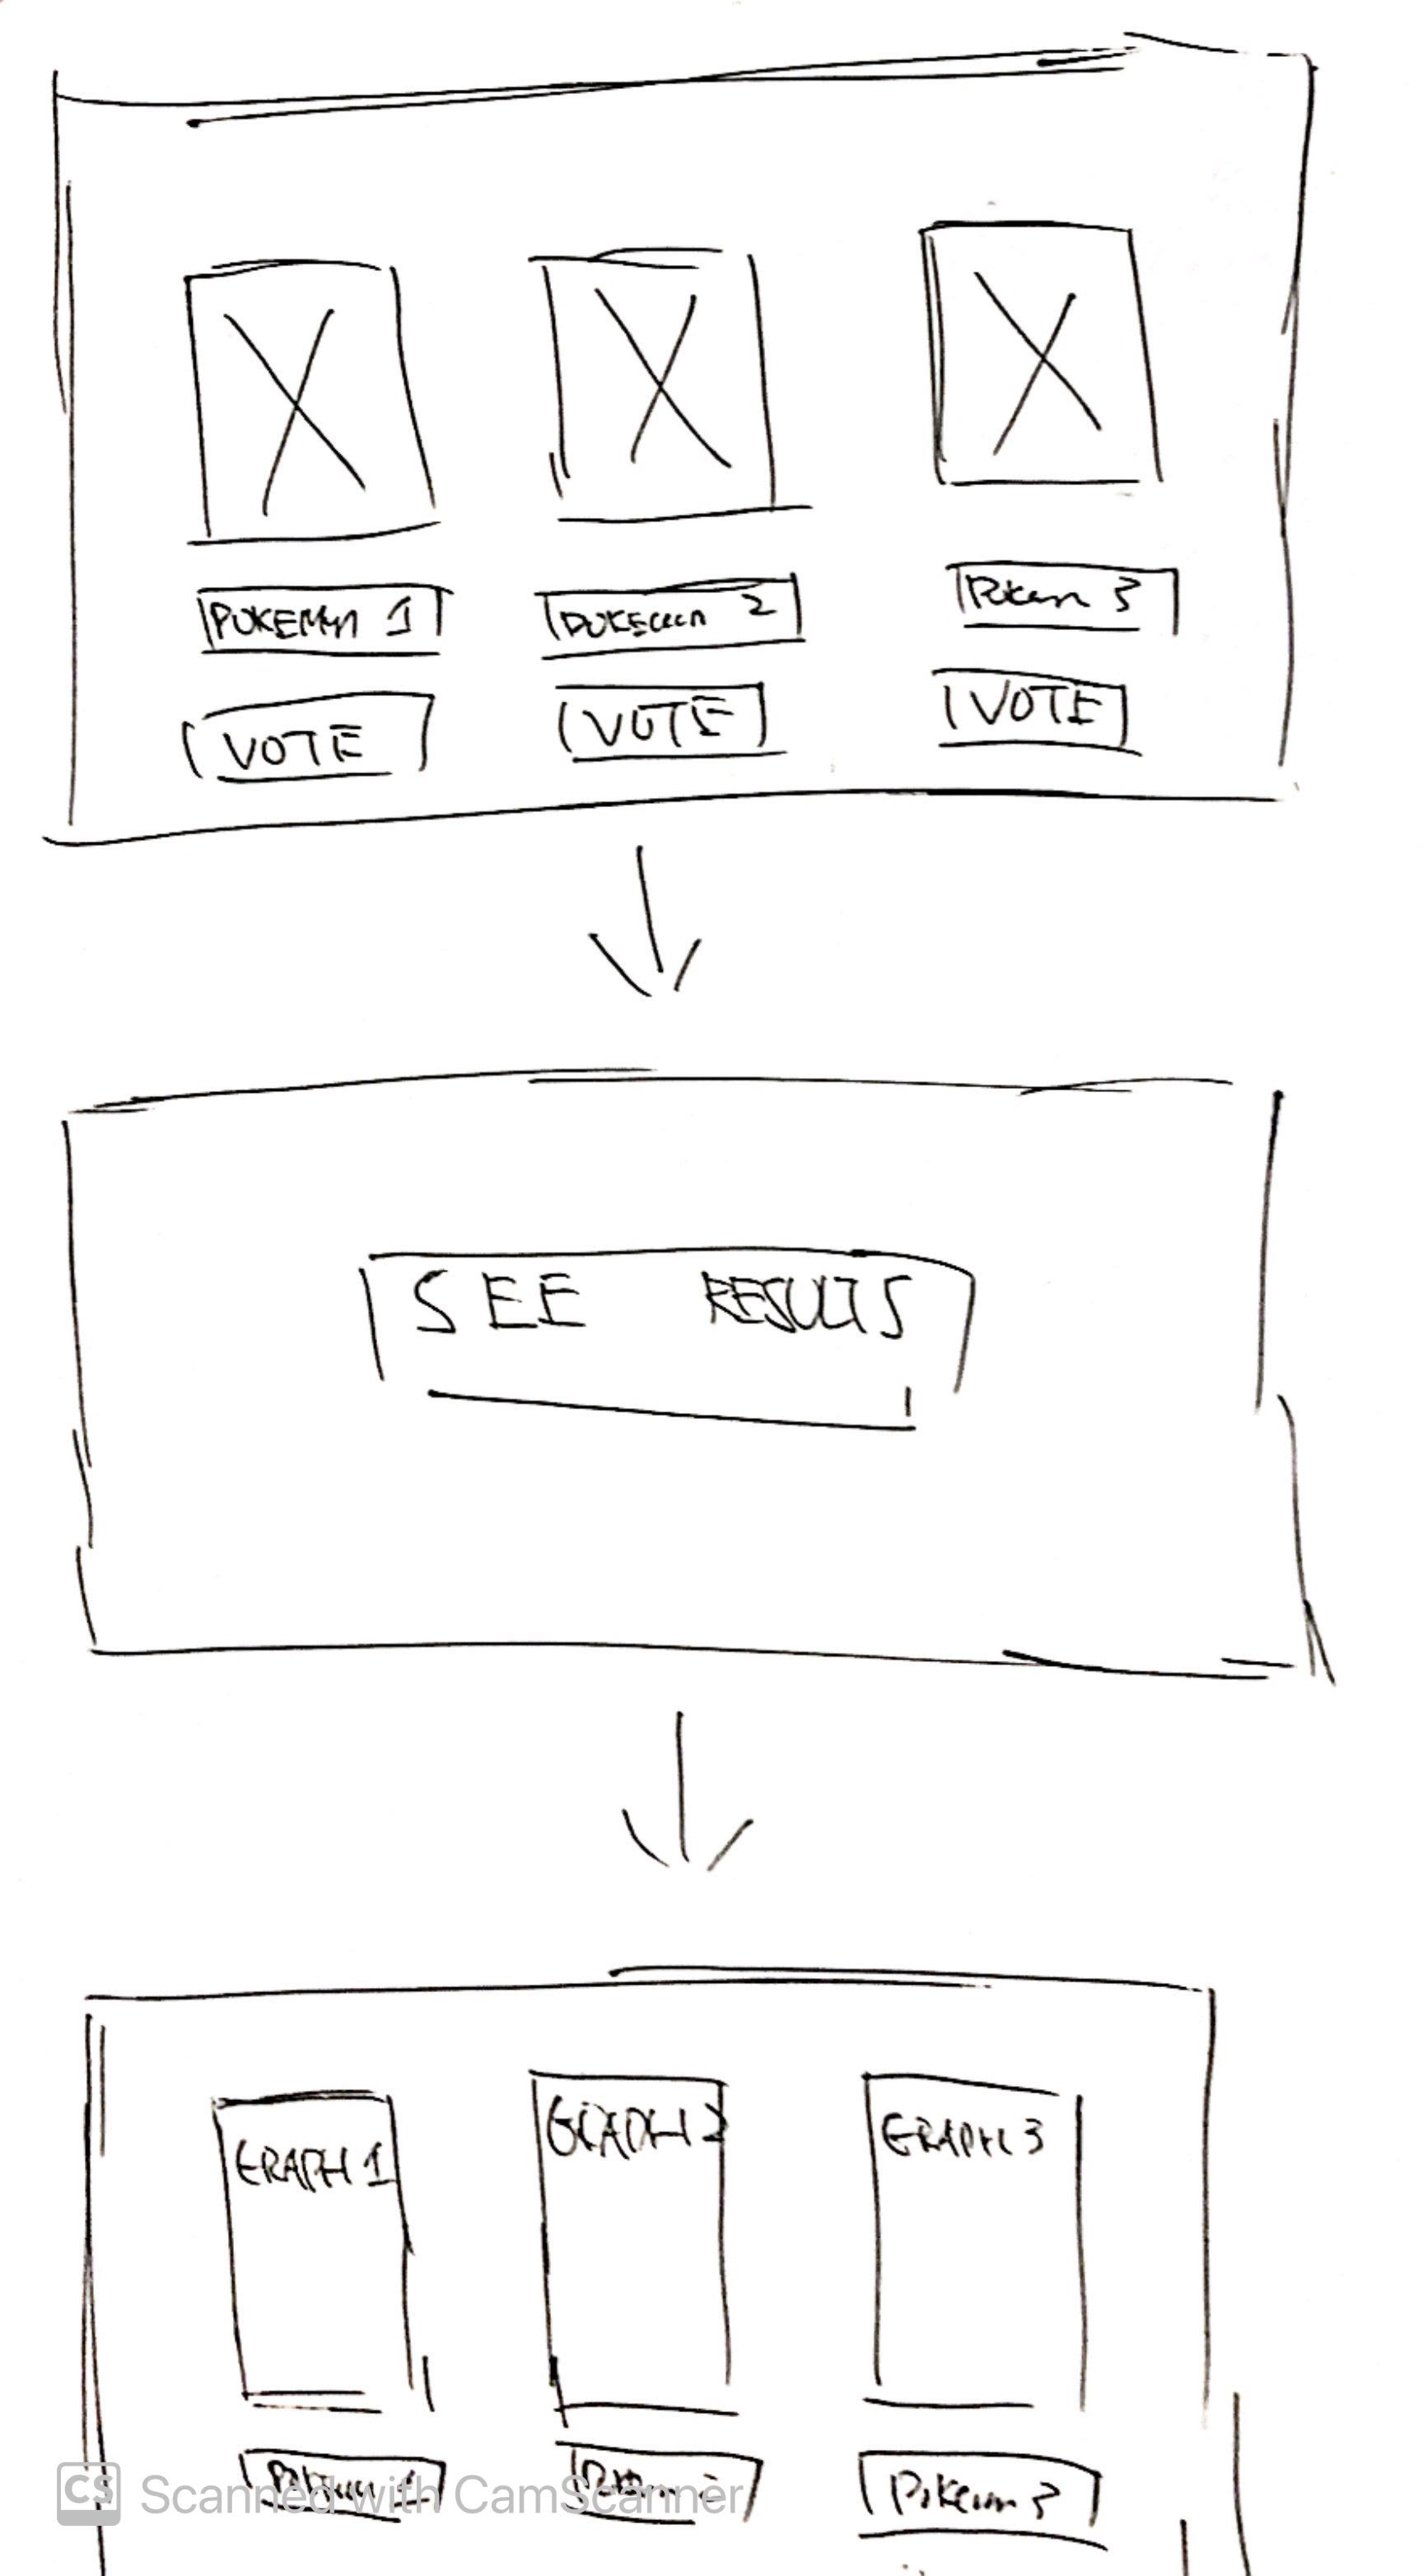 POKEMON 1 POKEMON 2 Pokemon 3
VOTE VOTE VOTE
SEE RESULTS
GRAPH 1 GRAPH 2 GRAPH 3
Pokemon 1 Pokemon 2 Pokemon 3
CS Scanned with CamScanner